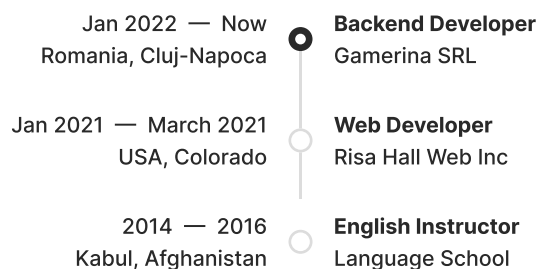 Jan 2022 — Now
Romania, Cluj-Napoca
Backend Developer
Gamerina SRL
Jan 2021 — March 2021
USA, Colorado
Web Developer
Risa Hall Web Inc
2014 — 2016
Kabul, Afghanistan
English Instructor
Language School